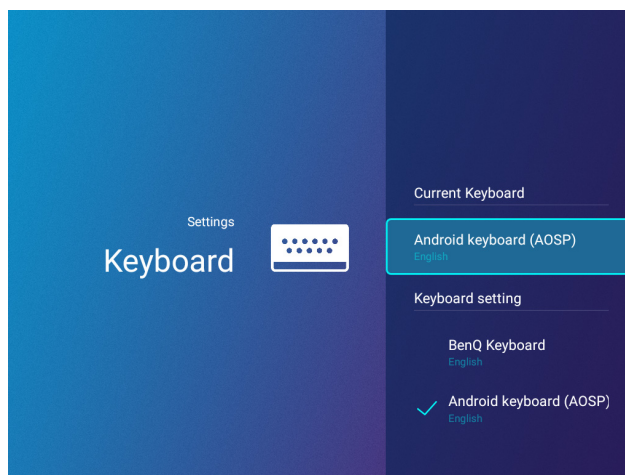 Settings
Keyboard
Current Keyboard
Android keyboard (AOSP)
English
Keyboard setting
BenQ Keyboard
English
Android keyboard (AOSP)
English